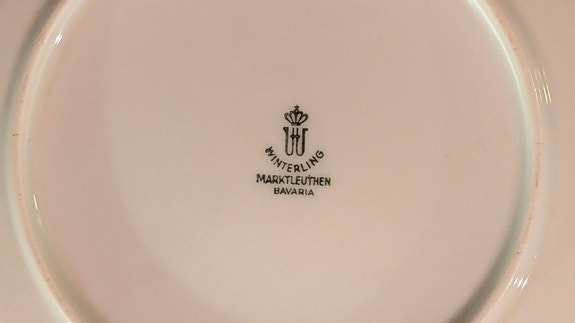 W
WINTERLING
MARKTLEUTHEN
BAVARIA